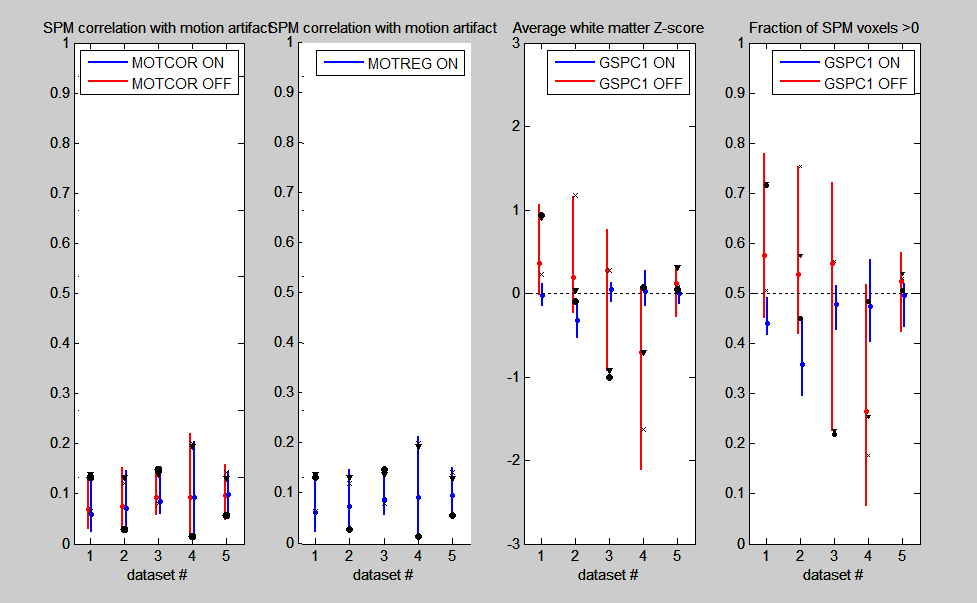 SPM correlation with motion artifact
MOTCOR ON
MOTCOR OFF
1
0.9
0.8
0.7
0.6
0.5
0.4
0.3
0.2
0.1
0
1 2 3 4 5
dataset #
SPM correlation with motion artifact
MOTREG ON
1
0.9
0.8
0.7
0.6
0.5
0.4
0.3
0.2
0.1
0
1 2 3 4 5
dataset #
Average white matter Z-score
GSPC1 ON
GSPC1 OFF
3
2
1
0
-1
-2
-3
1 2 3 4 5
dataset #
Fraction of SPM voxels >0
GSPC1 ON
GSPC1 OFF
1
0.9
0.8
0.7
0.6
0.5
0.4
0.3
0.2
0.1
0
1 2 3 4 5
dataset #